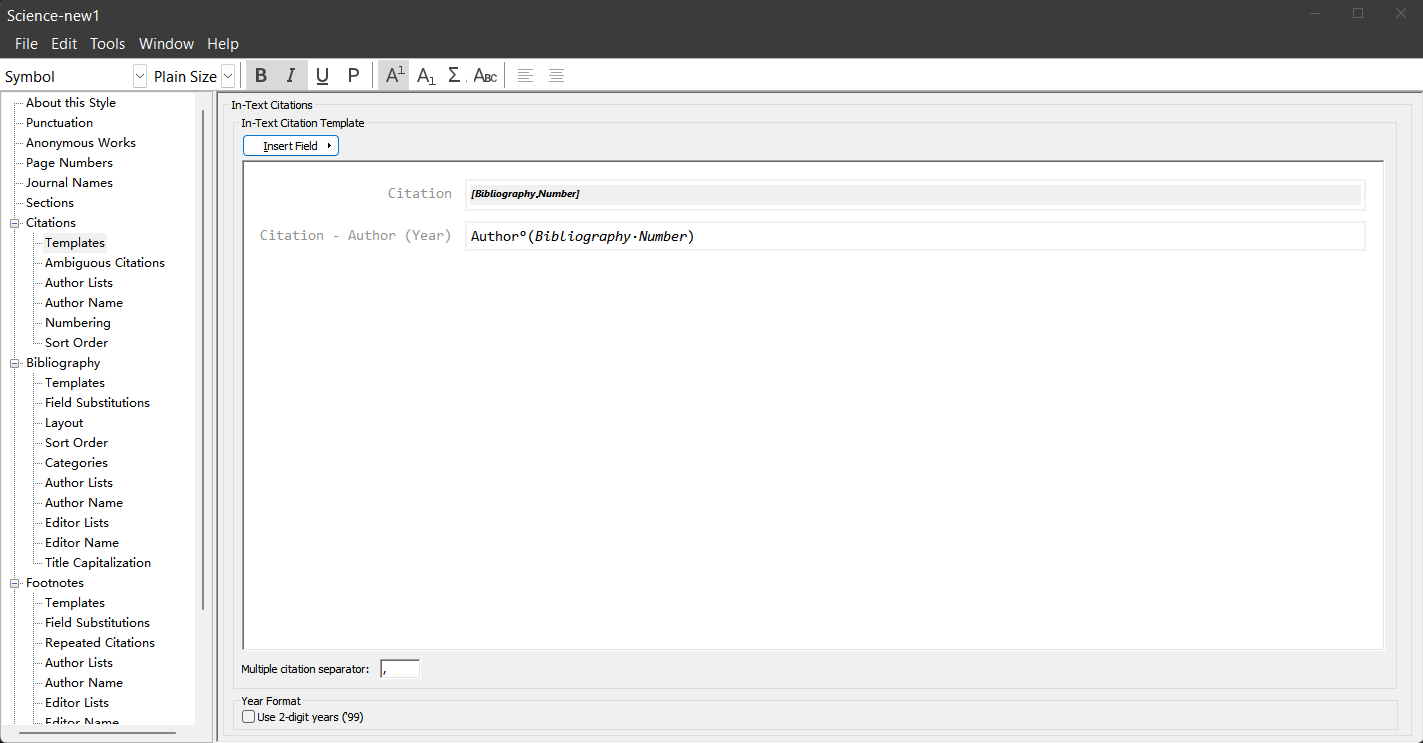 Science-new1
File Edit Tools Window Help
Symbol Plain Size B I U P A1 A1 Σ ABC
About this Style
Punctuation
Anonymous Works
Page Numbers
Journal Names
Sections
Citations
Templates
Ambiguous Citations
Author Lists
Author Name
Numbering
Sort Order
Bibliography
Templates
Field Substitutions
Layout
Sort Order
Categories
Author Lists
Author Name
Editor Lists
Editor Name
Title Capitalization
Footnotes
Templates
Field Substitutions
Repeated Citations
Author Lists
Author Name
Editor Lists
Editor Name
In-Text Citations
In-Text Citation Template
Insert Field
Citation [Bibliography.Number]
Citation - Author (Year) Authorº(Bibliography·Number)
Multiple citation separator: ,
Year Format
Use 2-digit years ('99)